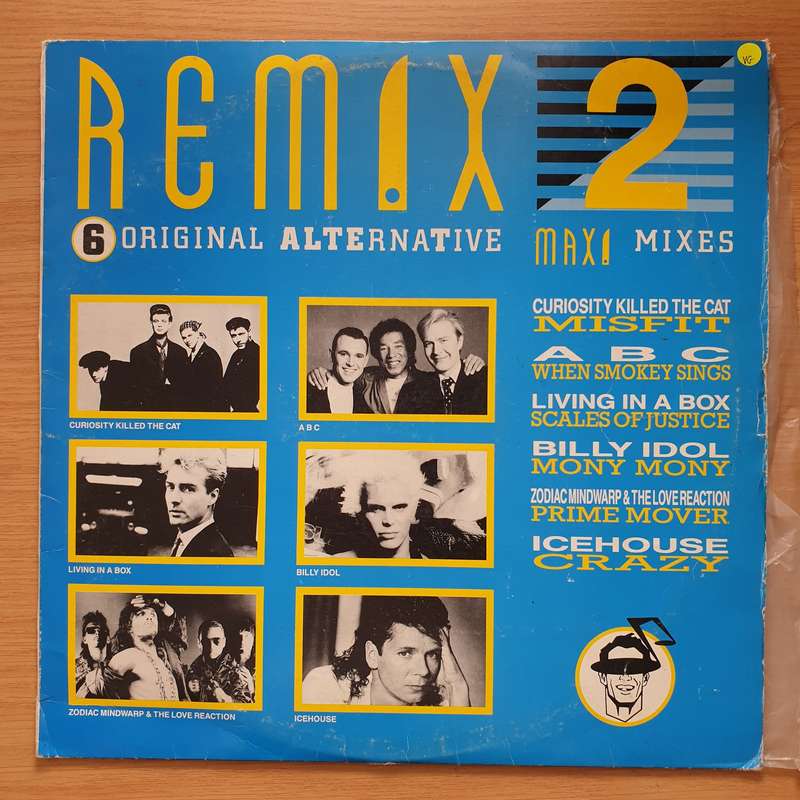 REMIX 2
VG
6 ORIGINAL ALTERNATIVE MAXI MIXES
CURIOSITY KILLED THE CAT
MISFIT
A B C
WHEN SMOKEY SINGS
LIVING IN A BOX
SCALES OF JUSTICE
BILLY IDOL
MONY MONY
ZODIAC MINDWARP & THE LOVE REACTION
PRIME MOVER
ICEHOUSE
CRAZY
CURIOSITY KILLED THE CAT
A B C
LIVING IN A BOX
BILLY IDOL
ZODIAC MINDWARP & THE LOVE REACTION
ICEHOUSE